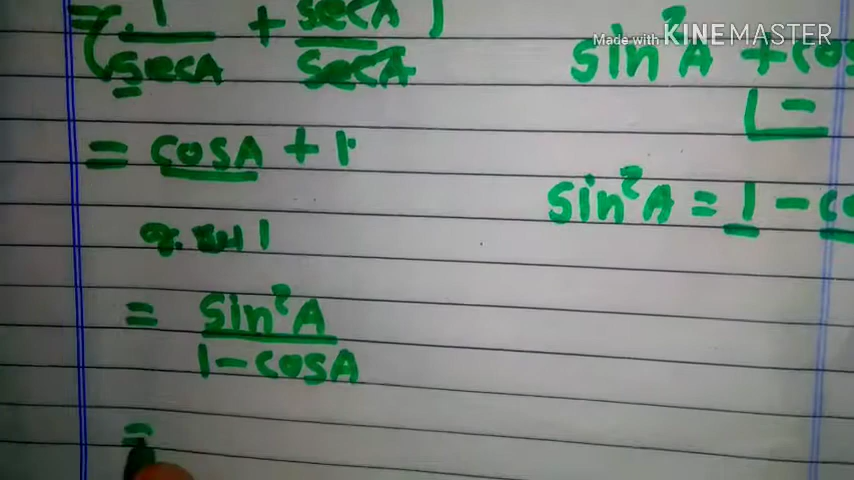 = ( 1/secA + secA/secA )
sin²A + cos
1 -
Made with KINEMASTER
= cosA + 1
sin²A = 1 - co
= sin²A
1 - cosA
=